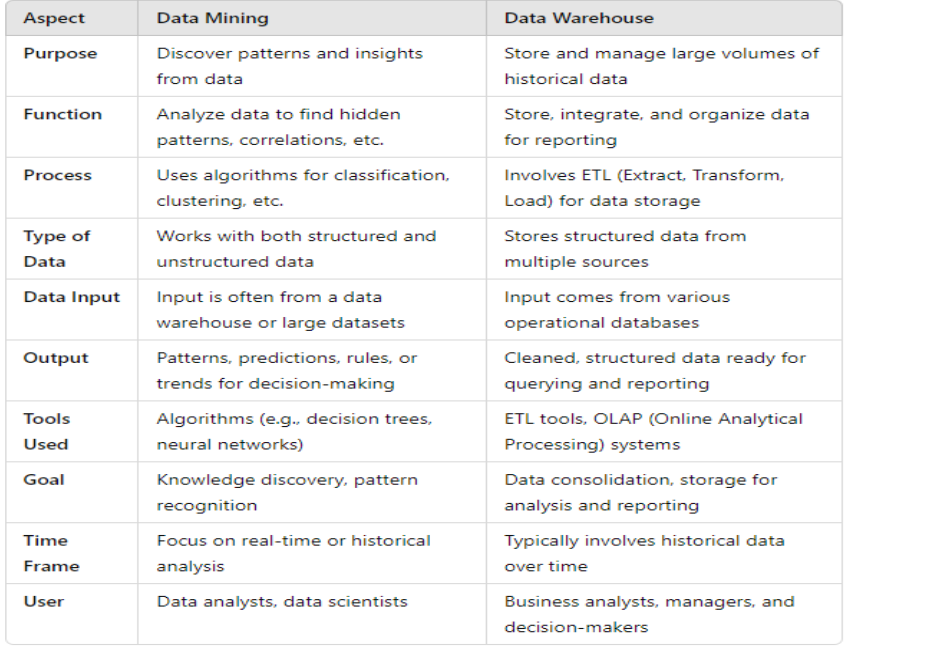 Aspect Data Mining Data Warehouse
Purpose Discover patterns and insights Store and manage large volumes of
from data historical data
Function Analyze data to find hidden Store, integrate, and organize data
patterns, correlations, etc. for reporting
Process Uses algorithms for classification, Involves ETL (Extract, Transform,
clustering, etc. Load) for data storage
Type of Works with both structured and Stores structured data from
Data unstructured data multiple sources
Data Input Input is often from a data Input comes from various
warehouse or large datasets operational databases
Output Patterns, predictions, rules, or Cleaned, structured data ready for
trends for decision-making querying and reporting
Tools Algorithms (e.g., decision trees, ETL tools, OLAP (Online Analytical
Used neural networks) Processing) systems
Goal Knowledge discovery, pattern Data consolidation, storage for
recognition analysis and reporting
Time Focus on real-time or historical Typically involves historical data
Frame analysis over time
User Data analysts, data scientists Business analysts, managers, and
decision-makers